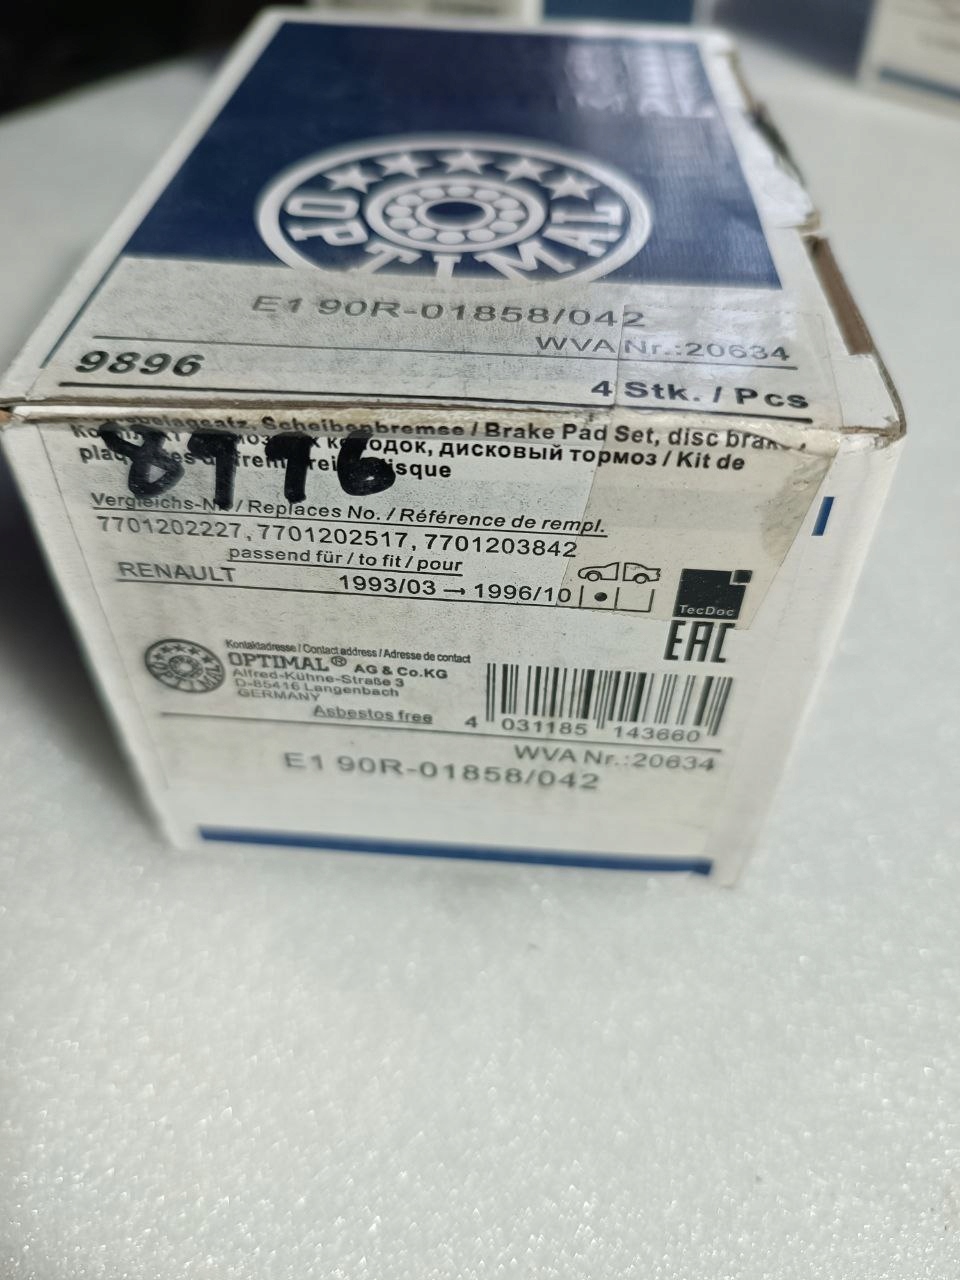 OPTIMAL
E1 90R-01858/042
WVA Nr.:20634
9896
4 Stk. / Pcs
Scheibenbremse / Brake Pad Set, disc brake,
колодок, дисковый тормоз / Kit de
8776
Vergleichs-Nr. / Replaces No. / Référence de rempl.
7701202227, 7701202517, 7701203842
passend für / to fit / pour
RENAULT 1993/03 → 1996/10
TecDoc
EAC
Kontaktadresse / Contact address / Adresse de contact
OPTIMAL® AG & Co.KG
Alfred-Kühne-Straße 3
D-85416 Langenbach
GERMANY
Asbestos free
4 031185 143660
WVA Nr.:20634
E1 90R-01858/042
OPTIMAL